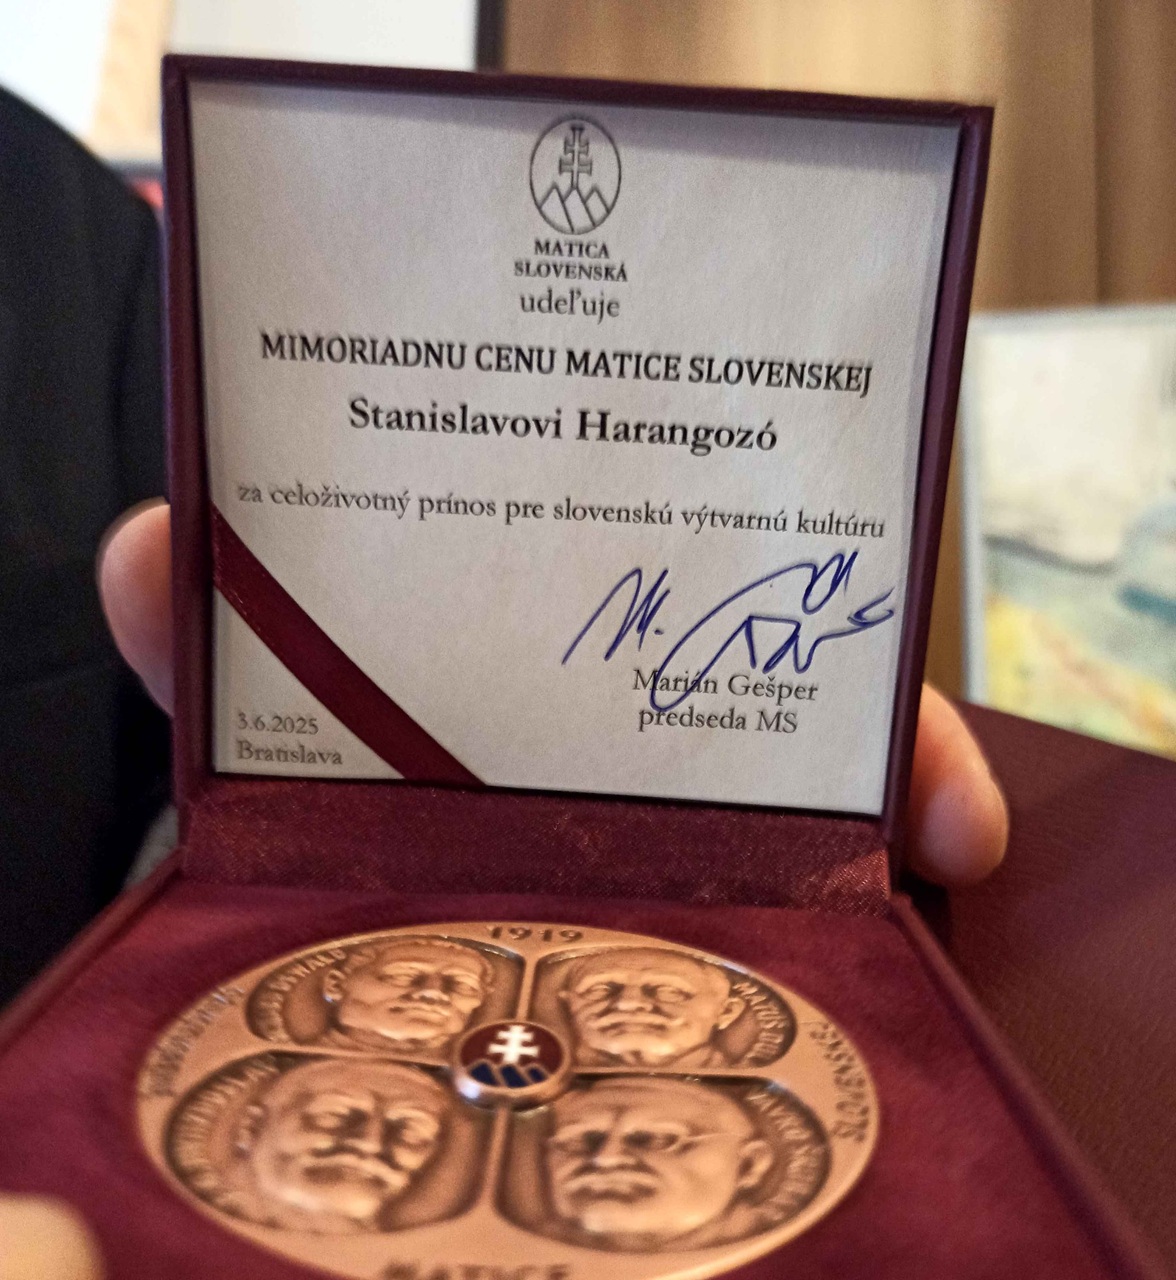 MATICA
SLOVENSKÁ
udeľuje
MIMORIADNU CENU MATICE SLOVENSKEJ
Stanislavovi Harangozó
za celoživotný prínos pre slovenskú výtvarnú kultúru
M.
Marián Gešper
predseda MS
3.6.2025
Bratislava
1919
MATICE